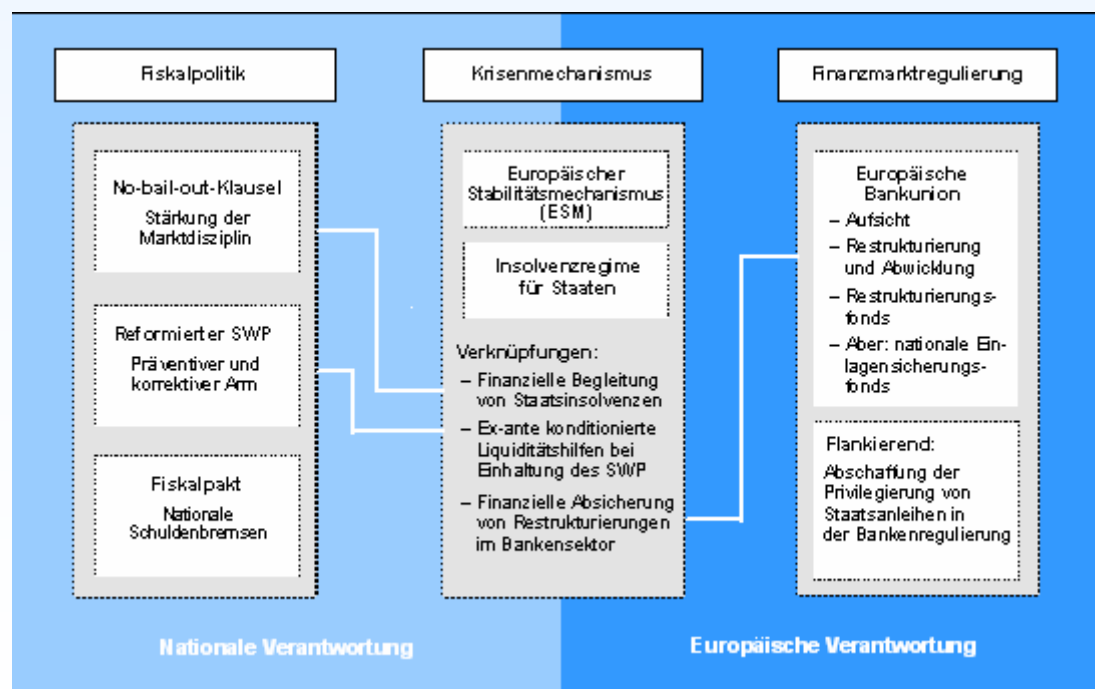 Fiskalpolitik
Krisenmechanismus
Finanzmarktregulierung
No-bail-out-Klausel
Stärkung der
Marktdisziplin
Reformierter SWP
Präventiver und
korrektiver Arm
Fiskalpakt
Nationale
Schuldenbremsen
Europäischer
Stabilitätsmechanismus
(ESM)
Insolvenzregime
für Staaten
Verknüpfungen:
– Finanzielle Begleitung
von Staatsinsolvenzen
– Ex-ante konditionierte
Liquiditätshilfen bei
Einhaltung des SWP
– Finanzielle Absicherung
von Restrukturierungen
im Bankensektor
Europäische
Bankunion
– Aufsicht
– Restrukturierung
und Abwicklung
– Restrukturierungs-
fonds
– Aber: nationale Ein-
lagensicherungs-
fonds
Flankierend:
Abschaffung der
Privilegierung von
Staatsanleihen in
der Bankenregulierung
Nationale Verantwortung
Europäische Verantwortung